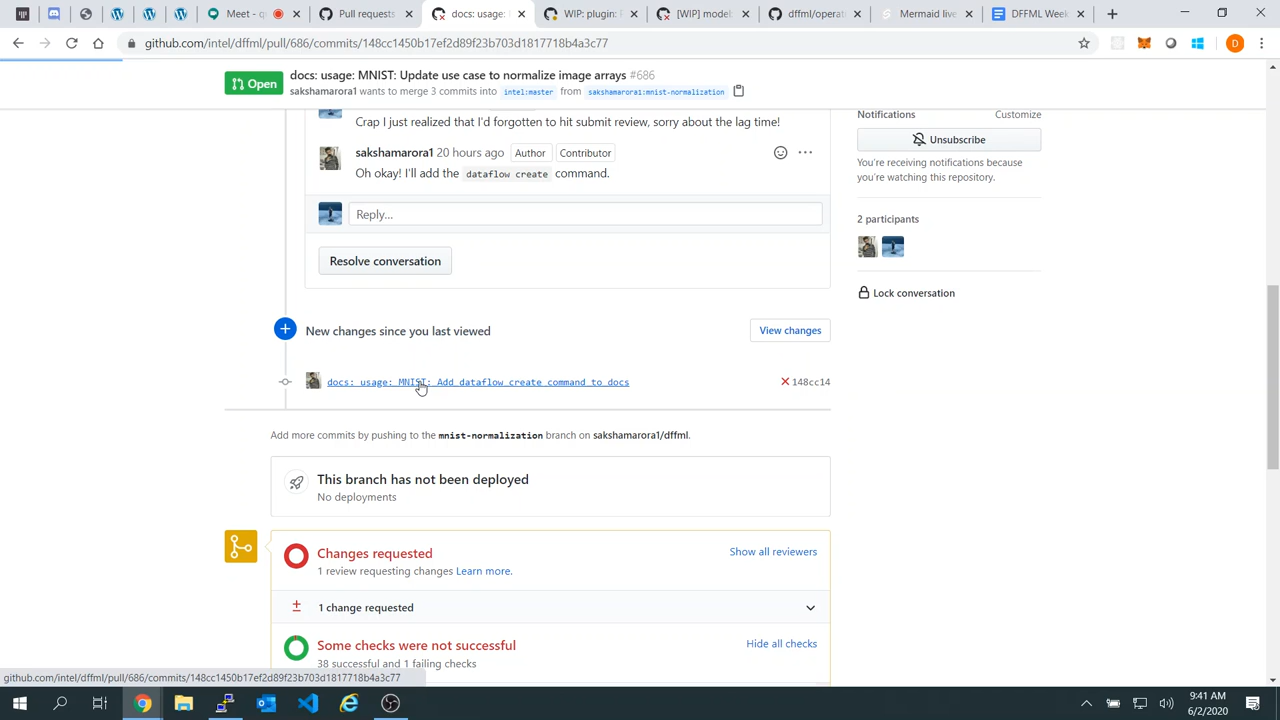 Meet - q
Pull requests
docs: usage:
WIP: plugin: F
[WIP] model:
dffml/operat
Mermaid live
DFFML Week
github.com/intel/dffml/pull/686/commits/148cc1450b17ef2d89f23b703d1817718b4a3c77
D
Open
docs: usage: MNIST: Update use case to normalize image arrays #686
sakshamarora1 wants to merge 3 commits into intel:master from sakshamarora1:mnist-normalization
Crap I just realized that I'd forgotten to hit submit review, sorry about the lag time!
sakshamarora1 20 hours ago Author Contributor
Oh okay! I'll add the dataflow create command.
Reply...
Resolve conversation
New changes since you last viewed
View changes
docs: usage: MNIST: Add dataflow create command to docs
148cc14
Add more commits by pushing to the mnist-normalization branch on sakshamarora1/dffml.
This branch has not been deployed
No deployments
Changes requested
Show all reviewers
1 review requesting changes Learn more.
1 change requested
Some checks were not successful
Hide all checks
38 successful and 1 failing checks
Notifications
Customize
Unsubscribe
You're receiving notifications because
you're watching this repository.
2 participants
Lock conversation
github.com/intel/dffml/pull/686/commits/148cc1450b17ef2d89f23b703d1817718b4a3c77
9:41 AM
6/2/2020